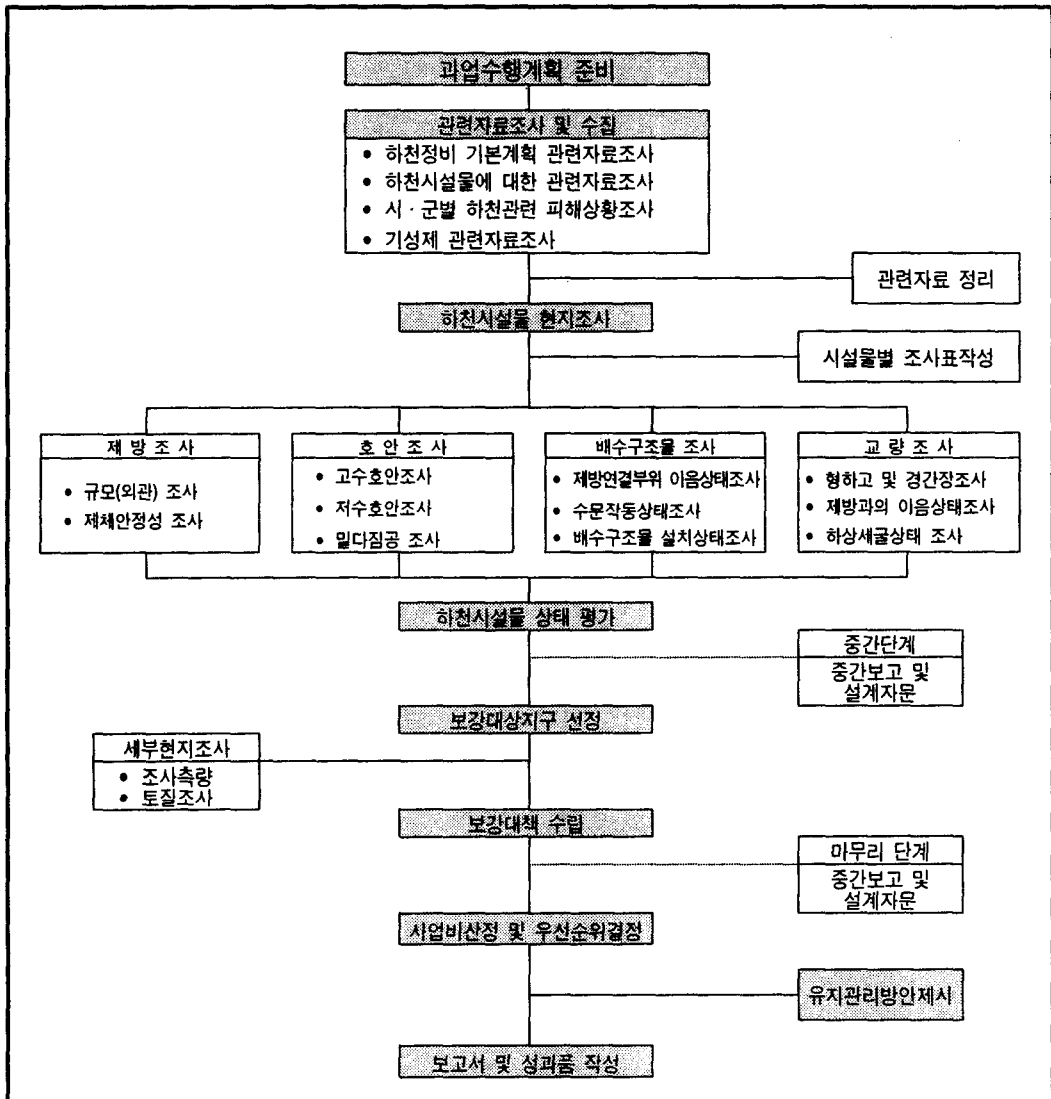 과업수행계획 준비
관련자료조사 및 수집
• 하천정비 기본계획 관련자료조사
• 하천시설물에 대한 관련자료조사
• 시 · 군별 하천관련 피해상황조사
• 기성제 관련자료조사
관련자료 정리
하천시설물 현지조사
시설물별 조사표작성
제 방 조 사
• 규모(외관) 조사
• 제체안정성 조사
호 안 조 사
• 고수호안조사
• 저수호안조사
• 밑다짐공 조사
배수구조물 조사
• 제방연결부위 이음상태조사
• 수문작동상태조사
• 배수구조물 설치상태조사
교 량 조 사
• 형하고 및 경간장조사
• 제방과의 이음상태조사
• 하상세굴상태 조사
하천시설물 상태 평가
중간단계
중간보고 및
설계자문
보강대상지구 선정
세부현지조사
• 조사측량
• 토질조사
보강대책 수립
마무리 단계
중간보고 및
설계자문
사업비산정 및 우선순위결정
유지관리방안제시
보고서 및 성과품 작성